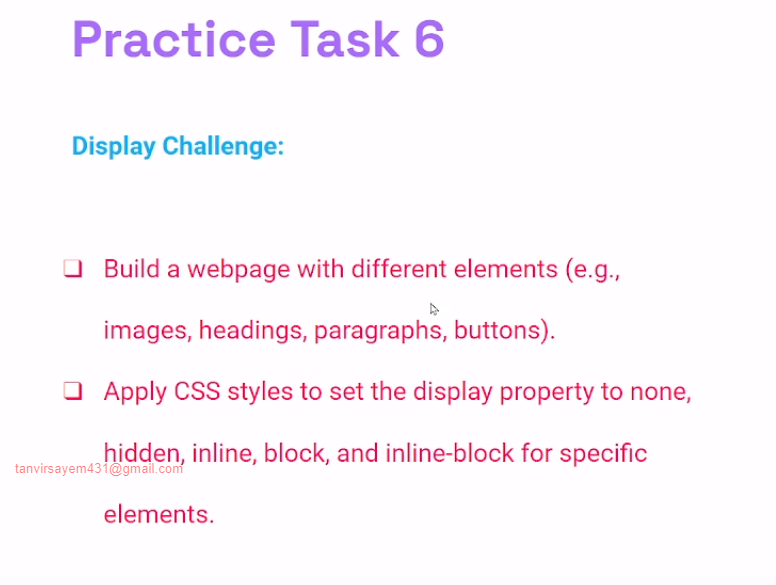 Practice Task 6
Display Challenge:
❏ Build a webpage with different elements (e.g.,
images, headings, paragraphs, buttons).
❏ Apply CSS styles to set the display property to none,
hidden, inline, block, and inline-block for specific
tanvirsayem431@gmail.com
elements.